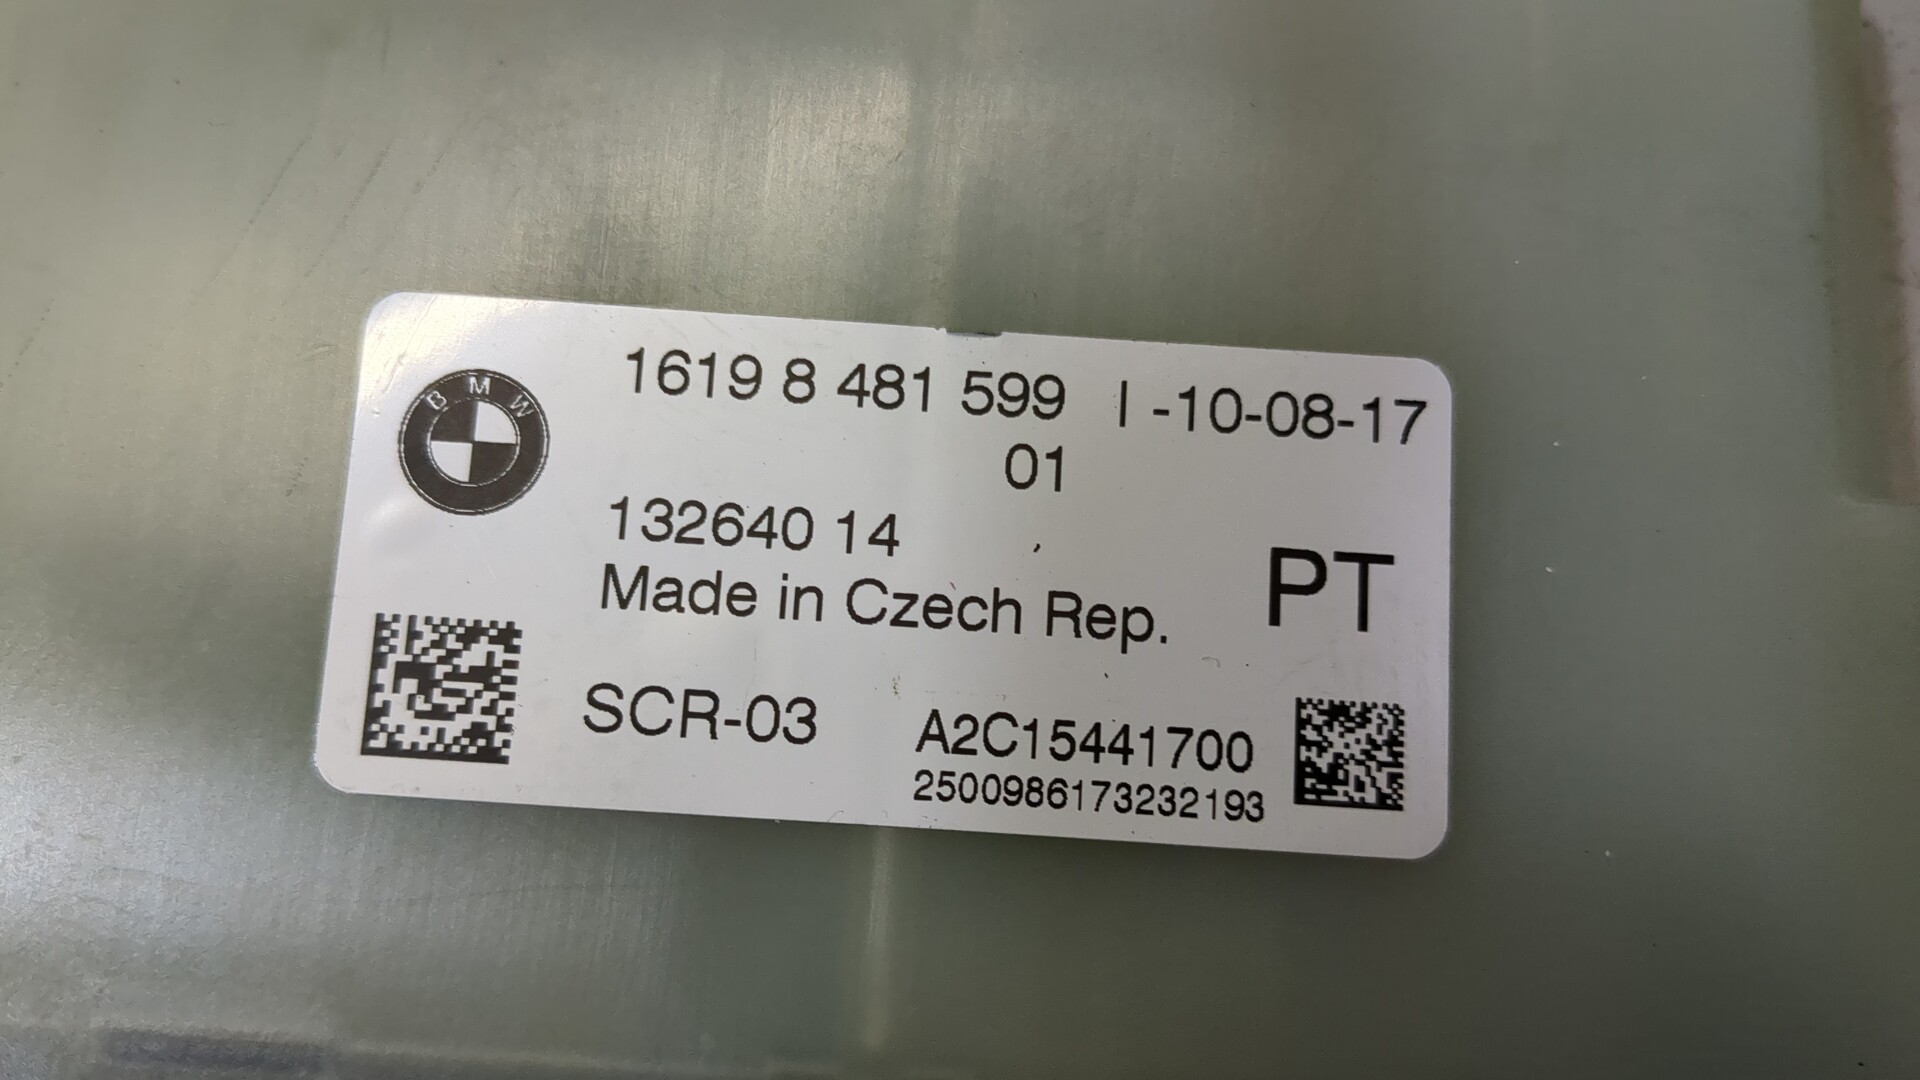 BMW
1619 8 481 599 I -10-08-17
01
132640 14
Made in Czech Rep.
PT
SCR-03
A2C15441700
2500986173232193